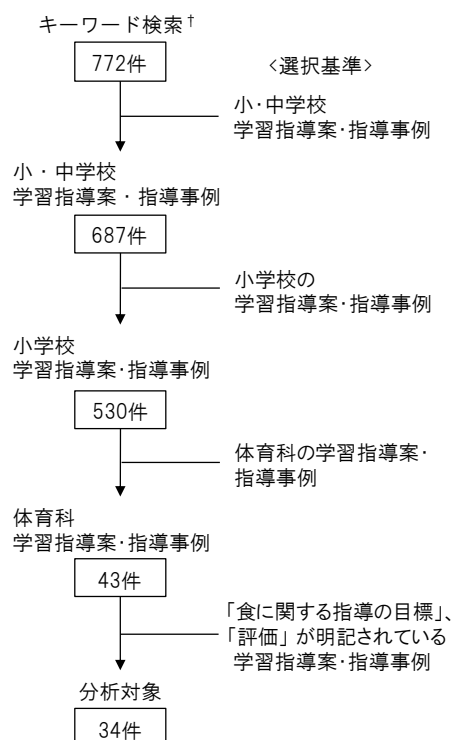 キーワード検索†
772件
<選択基準>
小･中学校
学習指導案･指導事例
小・中学校
学習指導案・指導事例
687件
小学校の
学習指導案･指導事例
小学校
学習指導案･指導事例
530件
体育科の学習指導案･
指導事例
体育科
学習指導案･指導事例
43件
「食に関する指導の目標」、
「評価」が明記されている
学習指導案･指導事例
分析対象
34件